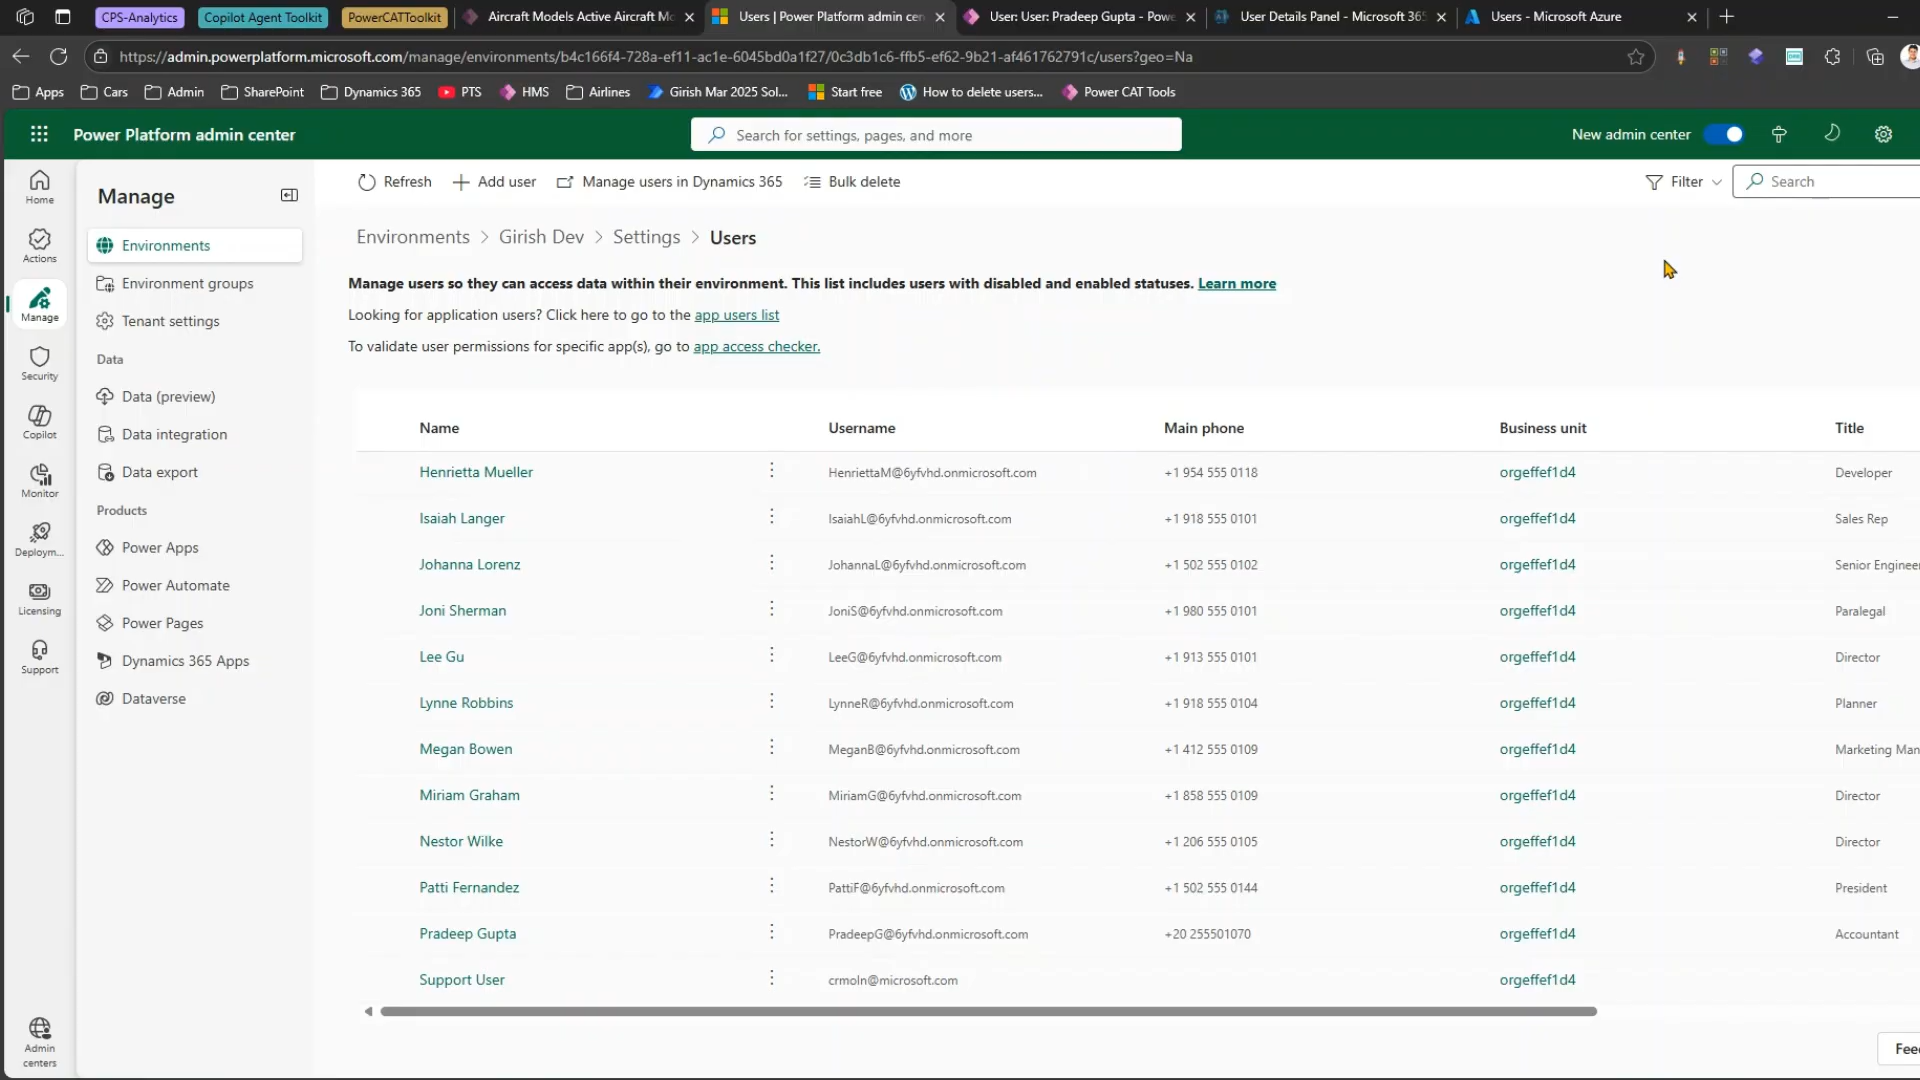 CPS-Analytics
Copilot Agent Toolkit
PowerCATToolkit
Aircraft Models Active Aircraft Mo
Users | Power Platform admin cen
User: User: Pradeep Gupta - Powe
User Details Panel - Microsoft 365
Users - Microsoft Azure
https://admin.powerplatform.microsoft.com/manage/environments/b4c166f4-728a-ef11-ac1e-6045bd0a1f27/0c3db1c6-ffb5-ef62-9b21-af461762791c/users?geo=Na
Apps
Cars
Admin
SharePoint
Dynamics 365
PTS
HMS
Airlines
Girish Mar 2025 Sol...
Start free
How to delete users...
Power CAT Tools
Power Platform admin center
Search for settings, pages, and more
New admin center
Home
Actions
Manage
Security
Copilot
Monitor
Deploym...
Licensing
Support
Admin
centers
Manage
Environments
Environment groups
Tenant settings
Data
Data (preview)
Data integration
Data export
Products
Power Apps
Power Automate
Power Pages
Dynamics 365 Apps
Dataverse
Refresh
Add user
Manage users in Dynamics 365
Bulk delete
Filter
Search
Environments > Girish Dev > Settings > Users
Manage users so they can access data within their environment. This list includes users with disabled and enabled statuses. Learn more
Looking for application users? Click here to go to the app users list
To validate user permissions for specific app(s), go to app access checker.
Name Username Main phone Business unit Title
Henrietta Mueller HenriettaM@6yfvhd.onmicrosoft.com +1 954 555 0118 orgeffef1d4 Developer
Isaiah Langer IsaiahL@6yfvhd.onmicrosoft.com +1 918 555 0101 orgeffef1d4 Sales Rep
Johanna Lorenz JohannaL@6yfvhd.onmicrosoft.com +1 502 555 0102 orgeffef1d4 Senior Engineer
Joni Sherman JoniS@6yfvhd.onmicrosoft.com +1 980 555 0101 orgeffef1d4 Paralegal
Lee Gu LeeG@6yfvhd.onmicrosoft.com +1 913 555 0101 orgeffef1d4 Director
Lynne Robbins LynneR@6yfvhd.onmicrosoft.com +1 918 555 0104 orgeffef1d4 Planner
Megan Bowen MeganB@6yfvhd.onmicrosoft.com +1 412 555 0109 orgeffef1d4 Marketing Man
Miriam Graham MiriamG@6yfvhd.onmicrosoft.com +1 858 555 0109 orgeffef1d4 Director
Nestor Wilke NestorW@6yfvhd.onmicrosoft.com +1 206 555 0105 orgeffef1d4 Director
Patti Fernandez PattiF@6yfvhd.onmicrosoft.com +1 502 555 0144 orgeffef1d4 President
Pradeep Gupta PradeepG@6yfvhd.onmicrosoft.com +20 255501070 orgeffef1d4 Accountant
Support User crmoln@microsoft.com orgeffef1d4
Feed